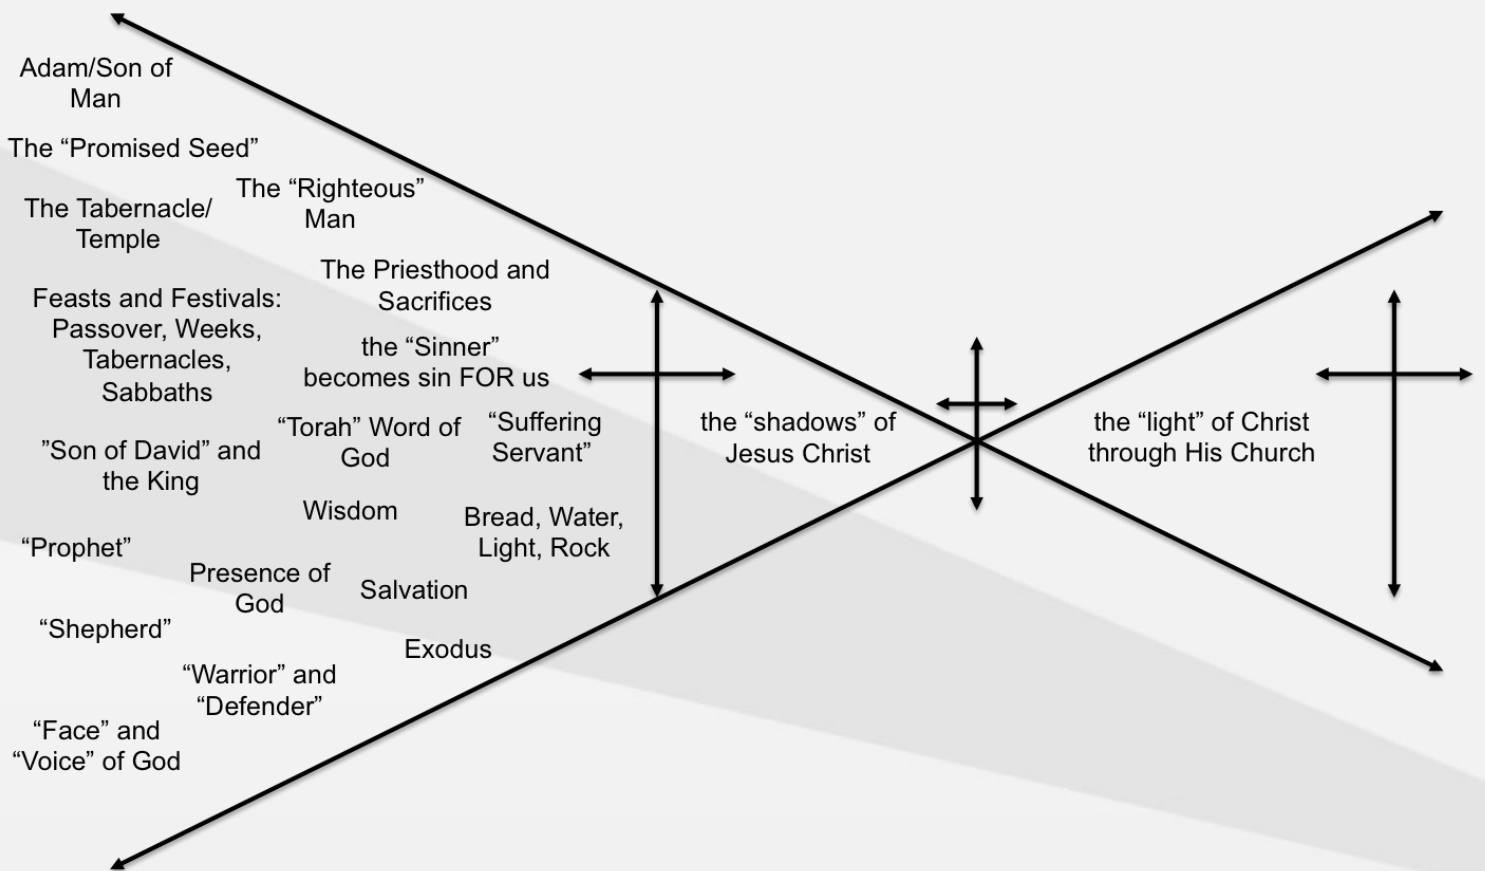 Adam/Son of
Man
The “Promised Seed”
The “Righteous”
Man
The Tabernacle/
Temple
The Priesthood and
Sacrifices
Feasts and Festivals:
Passover, Weeks,
Tabernacles,
Sabbaths
the “Sinner”
becomes sin FOR us
“Torah” Word of
God
“Suffering
Servant”
”Son of David” and
the King
Wisdom
Bread, Water,
Light, Rock
“Prophet”
Presence of
God
Salvation
“Shepherd”
Exodus
“Warrior” and
“Defender”
“Face” and
“Voice” of God
the “shadows” of
Jesus Christ
the “light” of Christ
through His Church